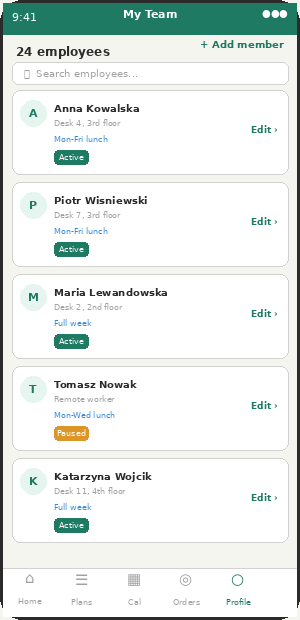 9:41
My Team
24 employees
+ Add member
Search employees...
A
Anna Kowalska
Desk 4, 3rd floor
Mon-Fri lunch
Active
Edit ›
P
Piotr Wisniewski
Desk 7, 3rd floor
Mon-Fri lunch
Active
Edit ›
M
Maria Lewandowska
Desk 2, 2nd floor
Full week
Active
Edit ›
T
Tomasz Nowak
Remote worker
Mon-Wed lunch
Paused
Edit ›
K
Katarzyna Wojcik
Desk 11, 4th floor
Full week
Active
Edit ›
Home
Plans
Cal
Orders
Profile